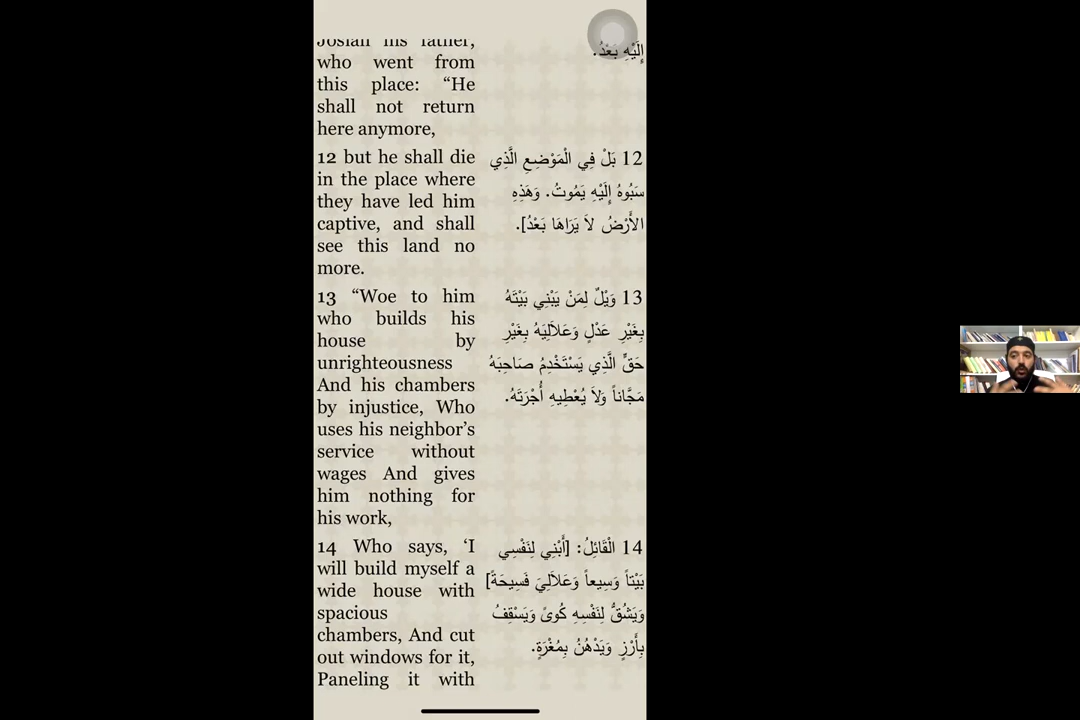 Josiah his father,
who went from
this place: “He
shall not return
here anymore,
إِلَيْهِ بَعْدُ.
12 but he shall die
in the place where
they have led him
captive, and shall
see this land no
more.
12 بَلْ فِي الْمَوْضِعِ الَّذِي
سَبُوهُ إِلَيْهِ يَمُوتُ. وَهَذِهِ
الأَرْضُ لاَ يَرَاهَا بَعْدُ].
13 “Woe to him
who builds his
house by
unrighteousness
And his chambers
by injustice, Who
uses his neighbor’s
service without
wages And gives
him nothing for
his work,
13 وَيْلٌ لِمَنْ يَبْنِي بَيْتَهُ
بِغَيْرِ عَدْلٍ وَعَلاَلِيَهُ بِغَيْرِ
حَقٍّ الَّذِي يَسْتَخْدِمُ صَاحِبَهُ
مَجَّاناً وَلاَ يُعْطِيهِ أُجْرَتَهُ.
14 Who says, ‘I
will build myself a
wide house with
spacious
chambers, And cut
out windows for it,
Paneling it with
14 الْقَائِلُ: [أَبْنِي لِنَفْسِي
بَيْتاً وَسِيعاً وَعَلاَلِيَ فَسِيحَةً]
وَيَشُقُّ لِنَفْسِهِ كُوىً وَيَسْقِفُ
بِأَرْزٍ وَيَدْهُنُ بِمُغْرَةٍ.